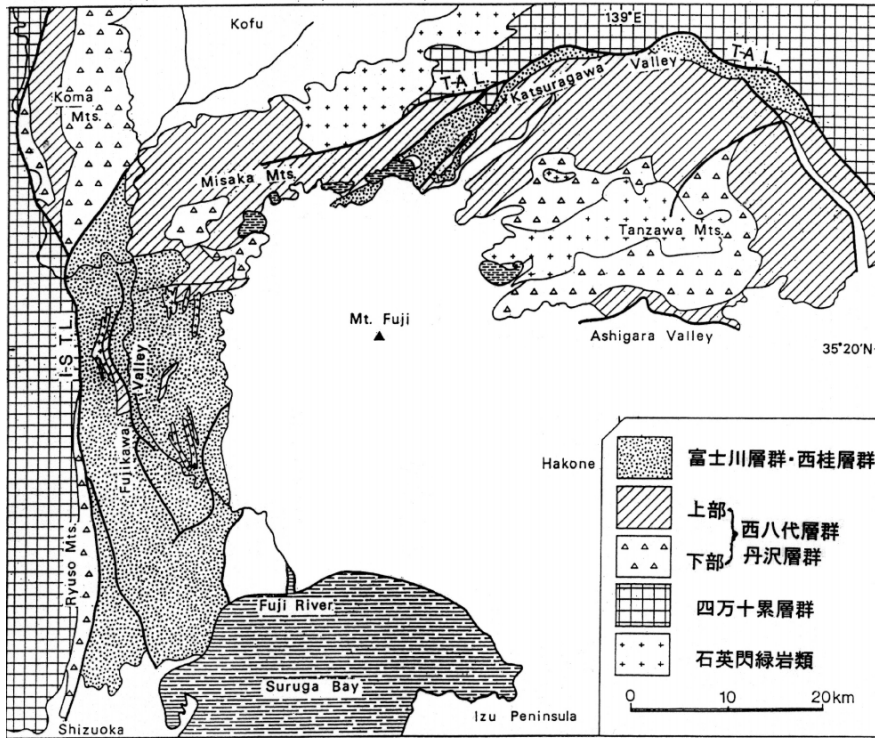 Kofu
139°E
T.A.L.
T.A.L.
Katsuragawa Valley
Koma
Mts.
Misaka Mts.
Tanzawa Mts.
Mt. Fuji
Ashigara Valley
35°20'N
I S T L
Fujikawa Valley
Hakone
Ryuso Mts.
Fuji River
Suruga Bay
Izu Peninsula
Shizuoka
富士川層群・西桂層群
上部
西八代層群
下部
丹沢層群
四万十累層群
石英閃緑岩類
0 10 20km